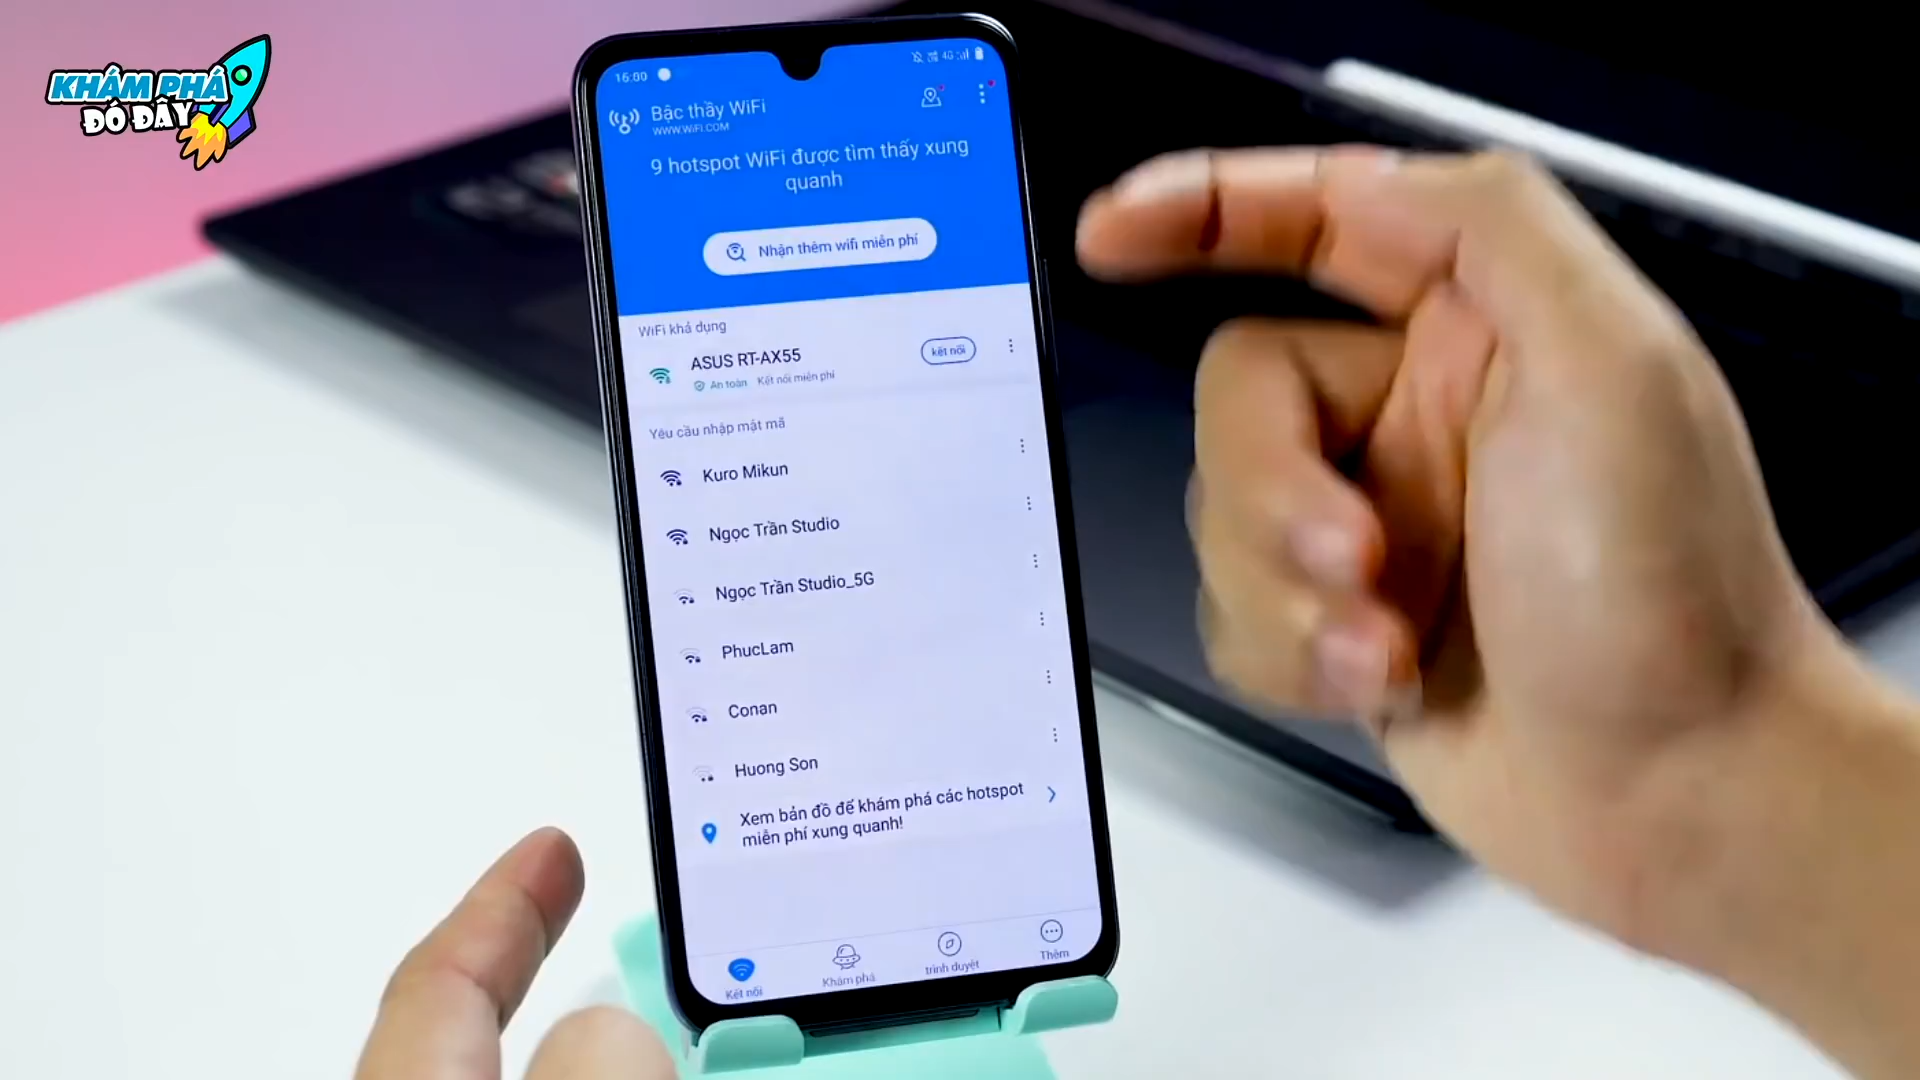 KHÁM PHÁ
ĐÓ ĐÂY
16:00
4G
Bậc thầy WiFi
WWW.WiFi.COM
9 hotspot WiFi được tìm thấy xung
quanh
Nhận thêm wifi miễn phí
WiFi khả dụng
ASUS RT-AX55
An toàn Kết nối miễn phí
kết nối
Yêu cầu nhập mật mã
Kuro Mikun
Ngọc Trần Studio
Ngọc Trần Studio_5G
PhucLam
Conan
Huong Son
Xem bản đồ để khám phá các hotspot
miễn phí xung quanh!
Kết nối
Khám phá
trình duyệt
Thêm